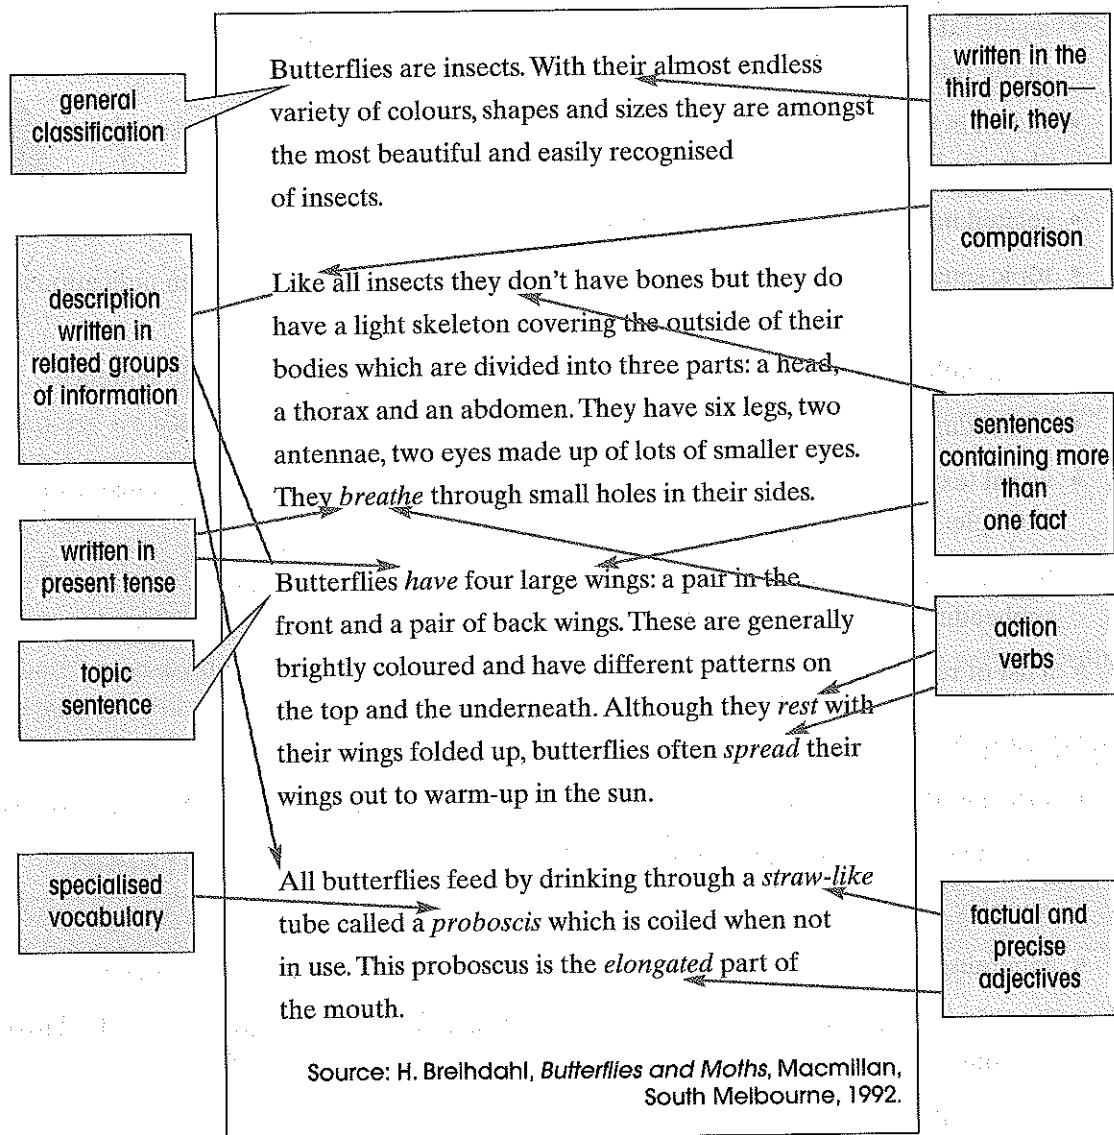 general
classification
Butterflies are insects. With their almost endless
variety of colours, shapes and sizes they are amongst
the most beautiful and easily recognised
of insects.
written in the
third person—
their, they
comparison
description
written in
related groups
of information
Like all insects they don't have bones but they do
have a light skeleton covering the outside of their
bodies which are divided into three parts: a head,
a thorax and an abdomen. They have six legs, two
antennae, two eyes made up of lots of smaller eyes.
They breathe through small holes in their sides.
sentences
containing more
than
one fact
written in
present tense
topic
sentence
Butterflies have four large wings: a pair in the
front and a pair of back wings. These are generally
brightly coloured and have different patterns on
the top and the underneath. Although they rest with
their wings folded up, butterflies often spread their
wings out to warm-up in the sun.
action
verbs
specialised
vocabulary
All butterflies feed by drinking through a straw-like
tube called a proboscis which is coiled when not
in use. This proboscus is the elongated part of
the mouth.
factual and
precise
adjectives
Source: H. Breihdahl, Butterflies and Moths, Macmillan,
South Melbourne, 1992.